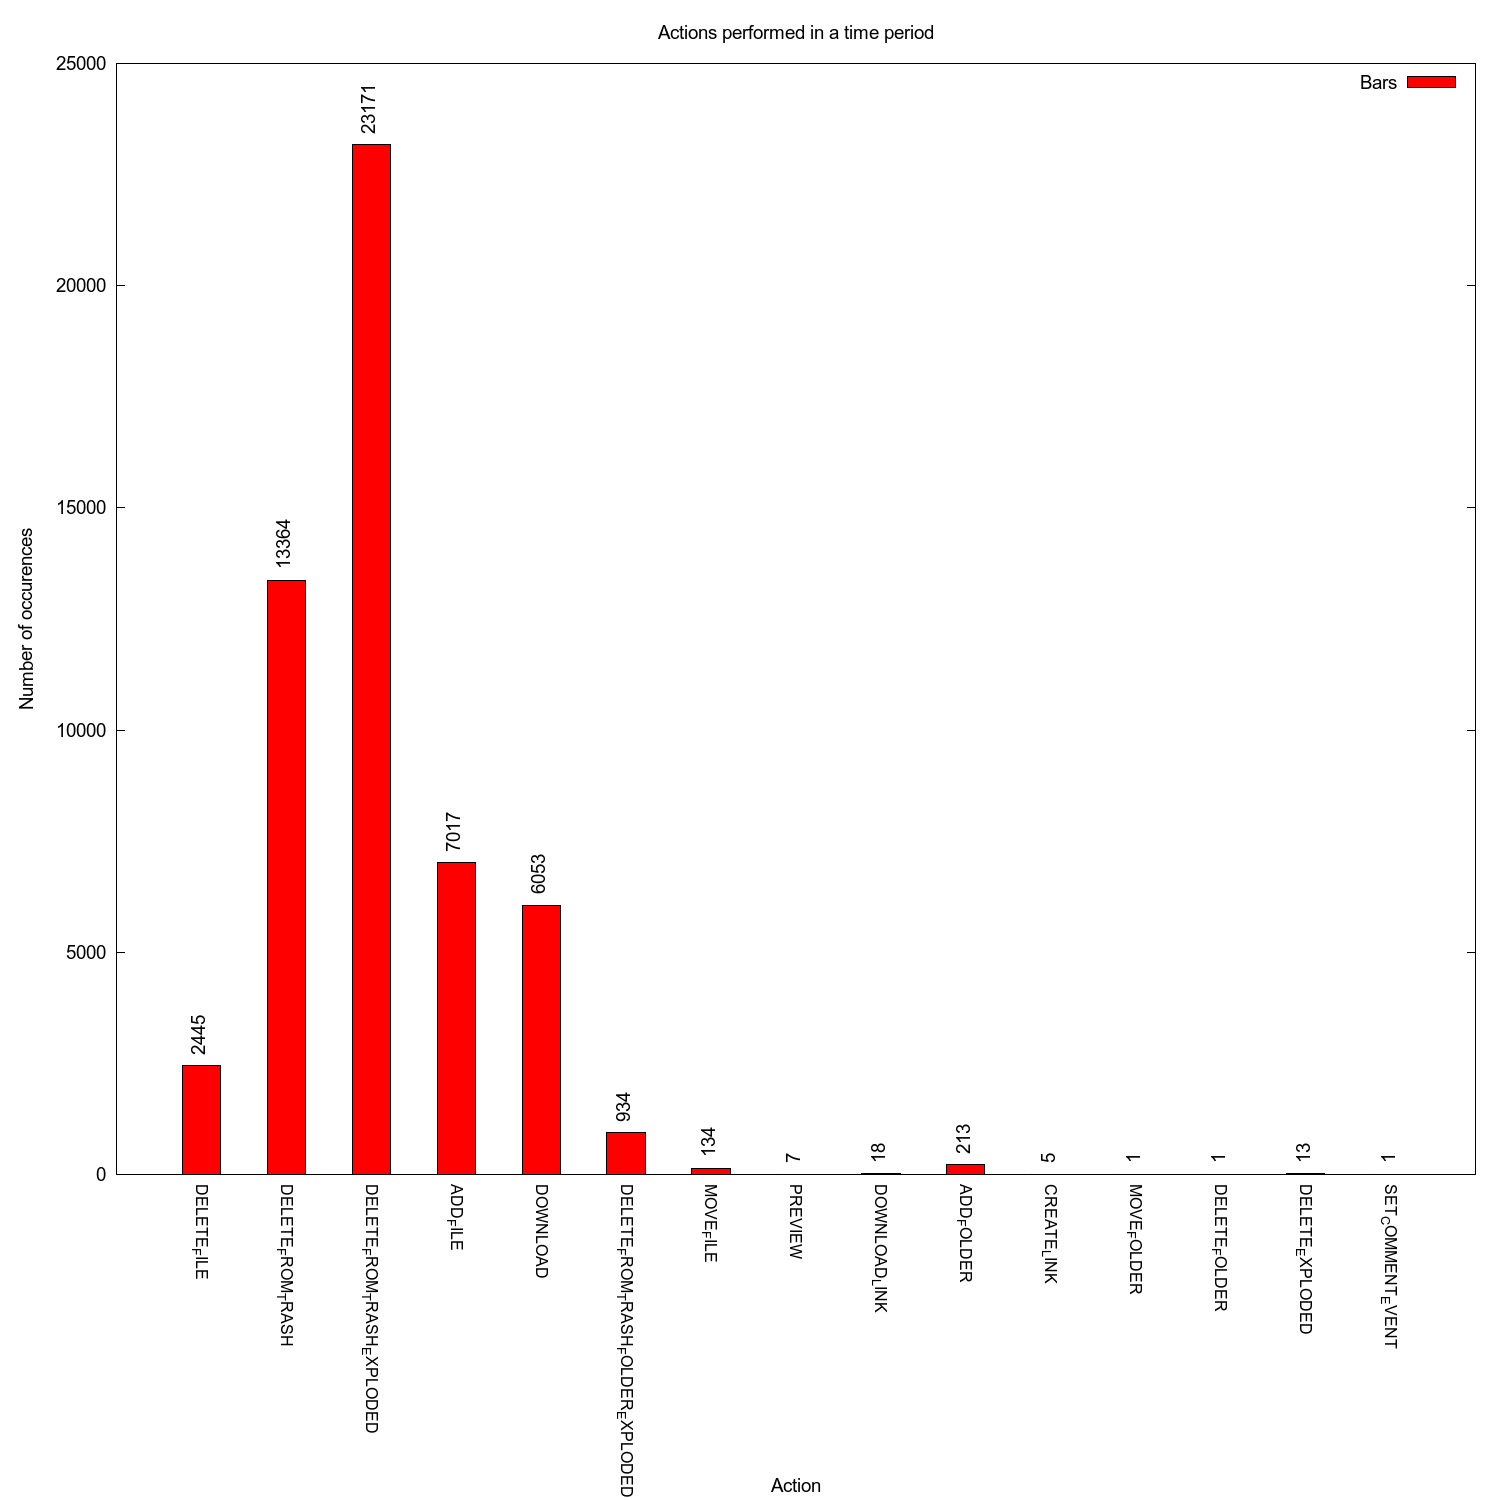 Actions performed in a time period
Bars
25000
20000
15000
10000
5000
0
Number of occurences
2445
13364
23171
7017
6053
934
134
7
18
213
5
1
1
13
1
DELETE_FILE
DELETE_FROM_TRASH
DELETE_FROM_TRASH_EXPLODED
ADD_FILE
DOWNLOAD
DELETE_FROM_TRASH_FOLDER_EXPLODED
MOVE_FILE
PREVIEW
DOWNLOAD_LINK
ADD_FOLDER
CREATE_LINK
MOVE_FOLDER
DELETE_FOLDER
DELETE_EXPLODED
SET_COMMENT_EVENT
Action